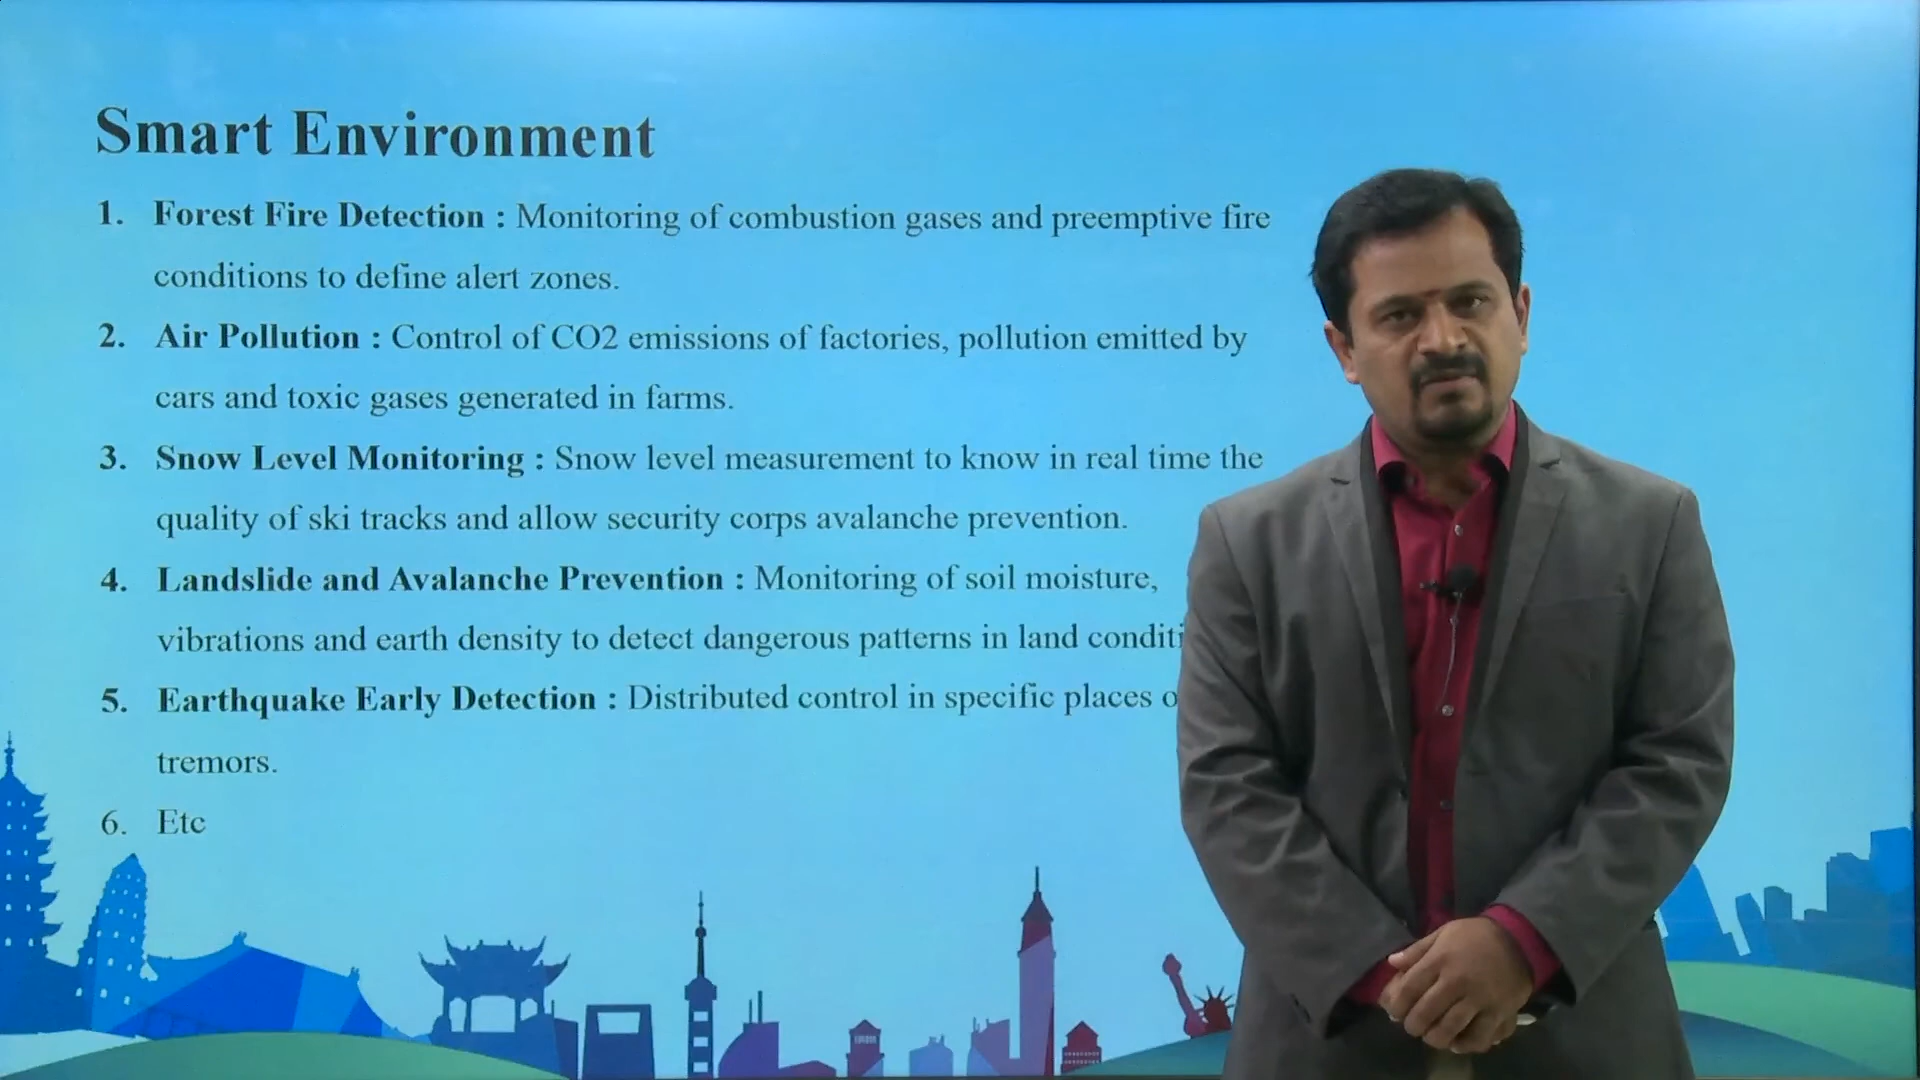 Smart Environment
1. Forest Fire Detection : Monitoring of combustion gases and preemptive fire
conditions to define alert zones.
2. Air Pollution : Control of CO2 emissions of factories, pollution emitted by
cars and toxic gases generated in farms.
3. Snow Level Monitoring : Snow level measurement to know in real time the
quality of ski tracks and allow security corps avalanche prevention.
4. Landslide and Avalanche Prevention : Monitoring of soil moisture,
vibrations and earth density to detect dangerous patterns in land
5. Earthquake Early Detection : Distributed control in specific places
tremors.
6. Etc